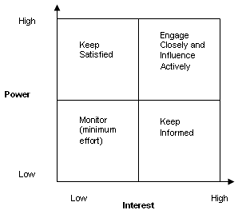 High
Keep
Satisfied
Engage
Closely and
Influence
Actively
Power
Monitor
(minimum
effort)
Keep
Informed
Low
Low
High
Interest